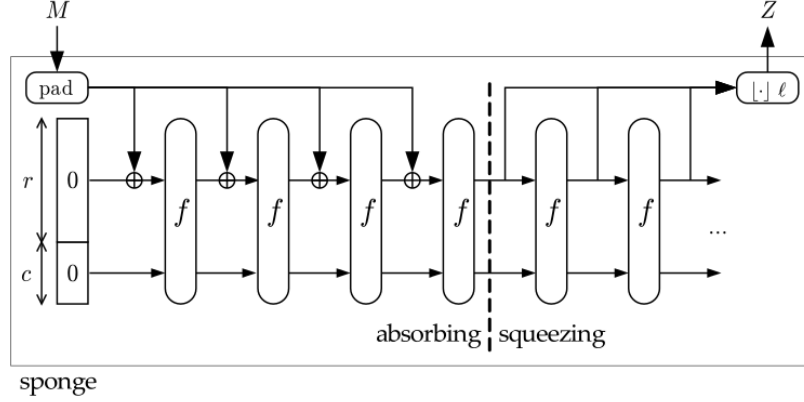 M Z
pad ⌊·⌋ ℓ
r 0 f f f f f f
c 0 ...
absorbing squeezing
sponge